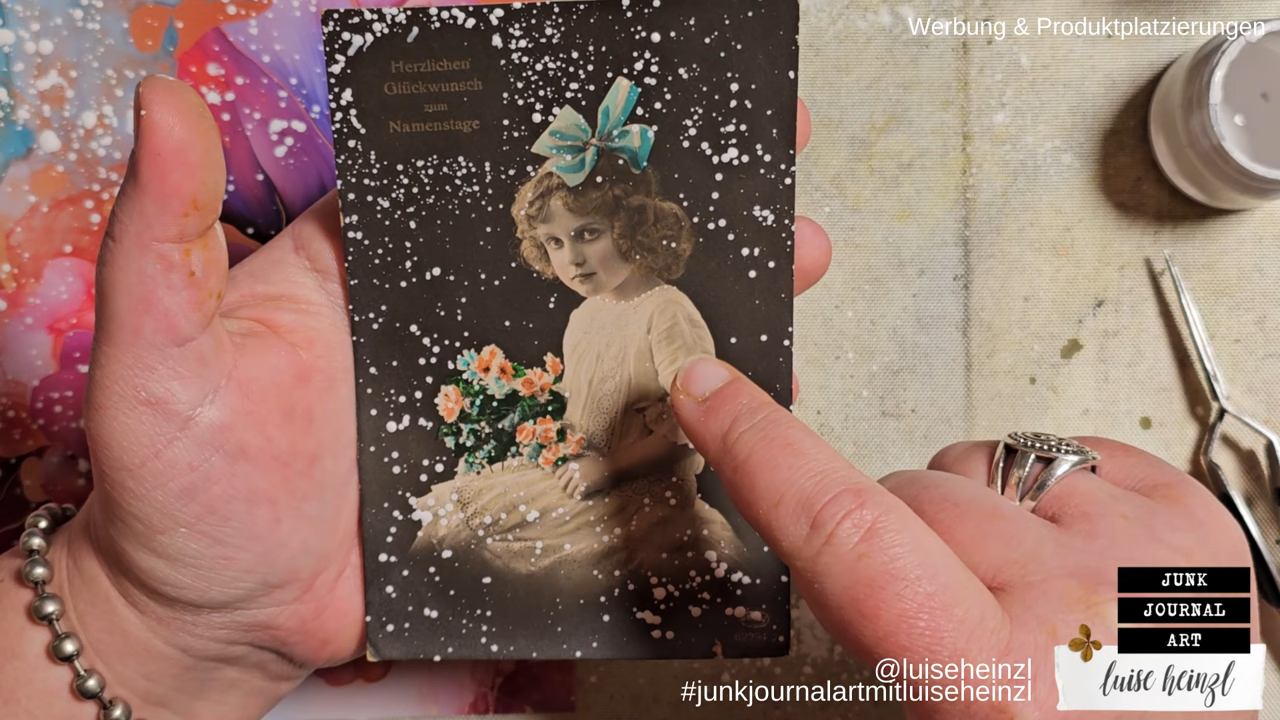 Werbung & Produktplatzierungen
Herzlichen
Glückwunsch
zum
Namenstage
JUNK
JOURNAL
ART
luise heinzl
@luiseheinzl
#junkjournalartmitluiseheinzl